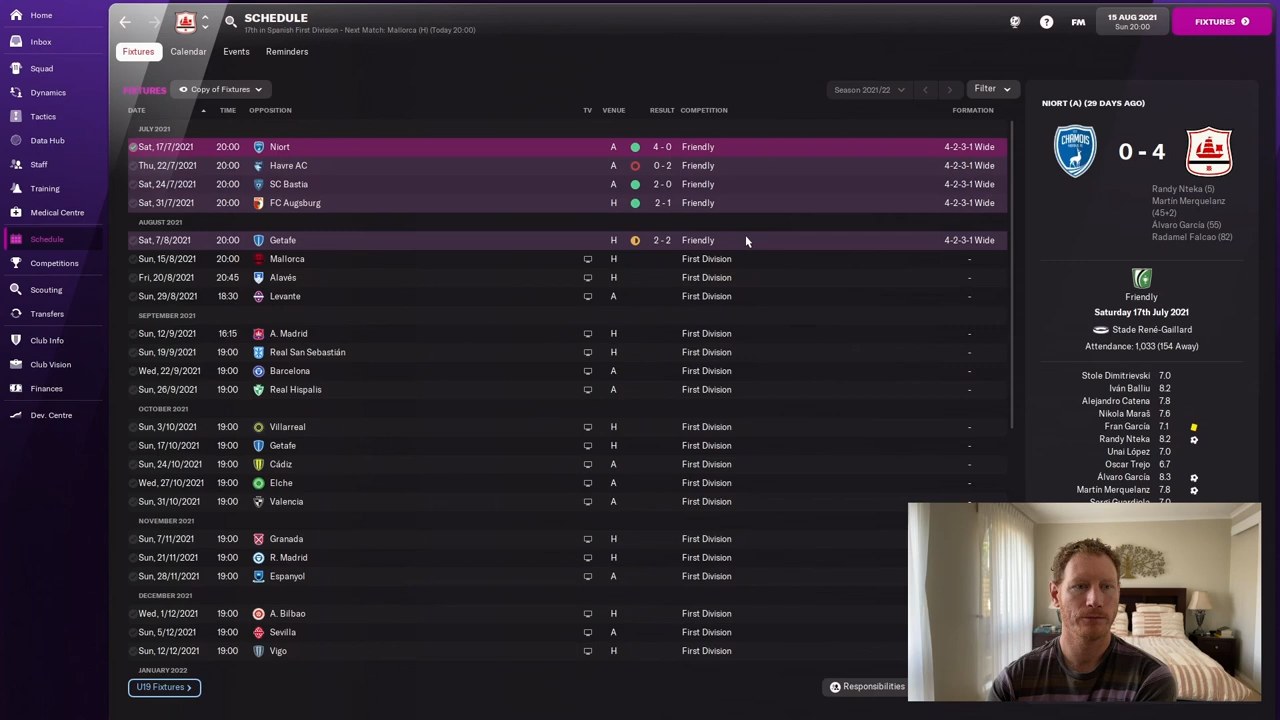 Home
Inbox
Squad
Dynamics
Tactics
Data Hub
Staff
Training
Medical Centre
Schedule
Competitions
Scouting
Transfers
Club Info
Club Vision
Finances
Dev. Centre
SCHEDULE
17th in Spanish First Division - Next Match: Mallorca (H) (Today 20:00)
FM
15 AUG 2021
Sun 20:00
FIXTURES
Fixtures Calendar Events Reminders
FIXTURES Copy of Fixtures Season 2021/22 Filter
DATE TIME OPPOSITION TV VENUE RESULT COMPETITION FORMATION
JULY 2021
Sat, 17/7/2021 20:00 Niort A 4 - 0 Friendly 4-2-3-1 Wide
Thu, 22/7/2021 20:00 Havre AC A 0 - 2 Friendly 4-2-3-1 Wide
Sat, 24/7/2021 20:00 SC Bastia A 2 - 0 Friendly 4-2-3-1 Wide
Sat, 31/7/2021 20:00 FC Augsburg H 2 - 1 Friendly 4-2-3-1 Wide
AUGUST 2021
Sat, 7/8/2021 20:00 Getafe H 2 - 2 Friendly 4-2-3-1 Wide
Sun, 15/8/2021 20:00 Mallorca H First Division -
Fri, 20/8/2021 20:45 Alavés H First Division -
Sun, 29/8/2021 18:30 Levante A First Division -
SEPTEMBER 2021
Sun, 12/9/2021 16:15 A. Madrid H First Division -
Sun, 19/9/2021 19:00 Real San Sebastián H First Division -
Wed, 22/9/2021 19:00 Barcelona A First Division -
Sun, 26/9/2021 19:00 Real Hispalis A First Division -
OCTOBER 2021
Sun, 3/10/2021 19:00 Villarreal H First Division -
Sun, 17/10/2021 19:00 Getafe H First Division -
Sun, 24/10/2021 19:00 Cádiz A First Division -
Wed, 27/10/2021 19:00 Elche A First Division -
Sun, 31/10/2021 19:00 Valencia A First Division -
NOVEMBER 2021
Sun, 7/11/2021 19:00 Granada H First Division
Sun, 21/11/2021 19:00 R. Madrid H First Division
Sun, 28/11/2021 19:00 Espanyol A First Division
DECEMBER 2021
Wed, 1/12/2021 19:00 A. Bilbao H First Division
Sun, 5/12/2021 19:00 Sevilla A First Division
Sun, 12/12/2021 19:00 Vigo H First Division
JANUARY 2022
U19 Fixtures Responsibilities
NIORT (A) (29 DAYS AGO)
0 - 4
Randy Nteka (5)
Martín Merquelanz
(45+2)
Álvaro García (55)
Radamel Falcao (82)
Friendly
Saturday 17th July 2021
Stade René-Gaillard
Attendance: 1,033 (154 Away)
Stole Dimitrievski 7.0
Iván Balliu 8.2
Alejandro Catena 7.8
Nikola Maraš 7.6
Fran García 7.1
Randy Nteka 8.2
Unai López 7.0
Oscar Trejo 6.7
Álvaro García 8.3
Martín Merquelanz 7.8